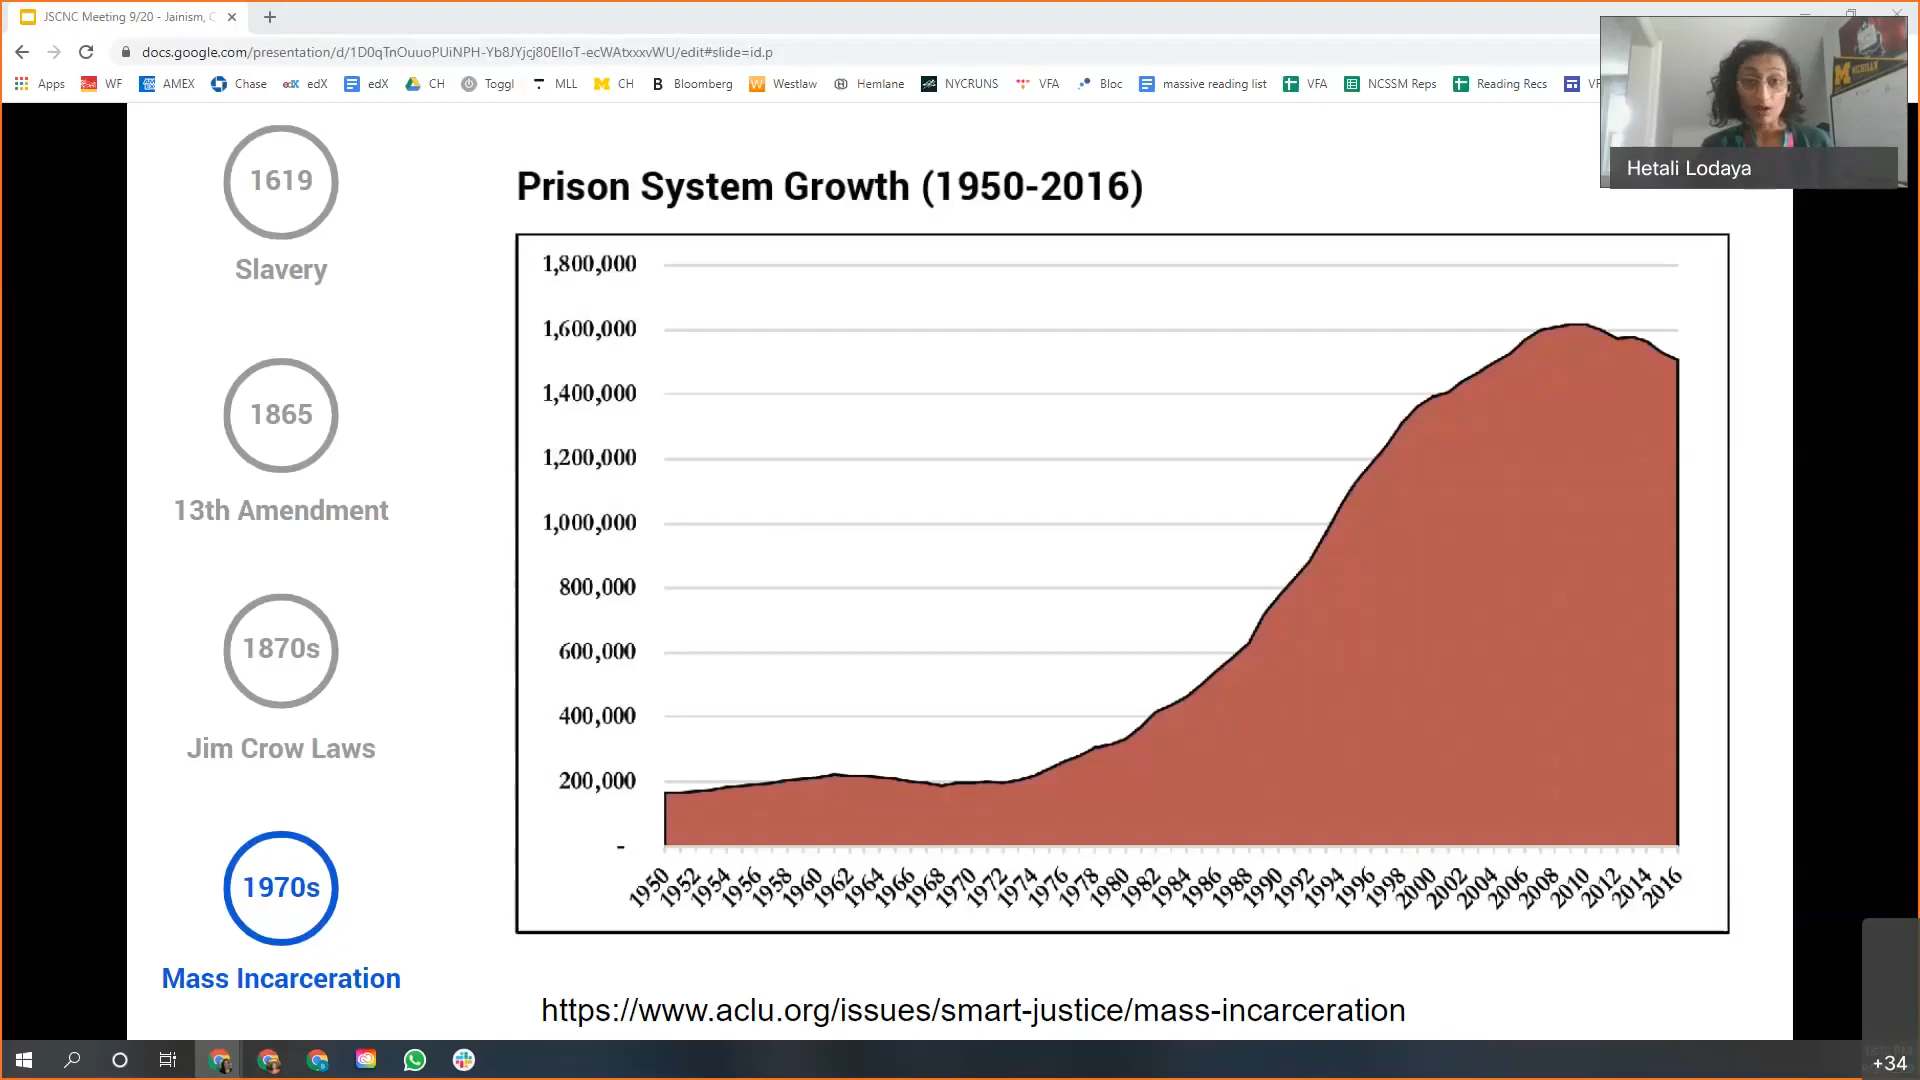 JSCNC Meeting 9/20 - Jainism, C
docs.google.com/presentation/d/1D0qTnOuuoPUiNPH-Yb8JYjcj80EIloT-ecWAtxxxvWU/edit#slide=id.p
Apps WF AMEX Chase edX edX CH Toggl MLL CH Bloomberg Westlaw Hemlane NYCRUNS VFA Bloc massive reading list VFA NCSSM Reps Reading Recs
MICHIGAN
Hetali Lodaya
1619
Slavery
1865
13th Amendment
1870s
Jim Crow Laws
1970s
Mass Incarceration
Prison System Growth (1950-2016)
1,800,000
1,600,000
1,400,000
1,200,000
1,000,000
800,000
600,000
400,000
200,000
-
1950 1952 1954 1956 1958 1960 1962 1964 1966 1968 1970 1972 1974 1976 1978 1980 1982 1984 1986 1988 1990 1992 1994 1996 1998 2000 2002 2004 2006 2008 2010 2012 2014 2016
https://www.aclu.org/issues/smart-justice/mass-incarceration
+34